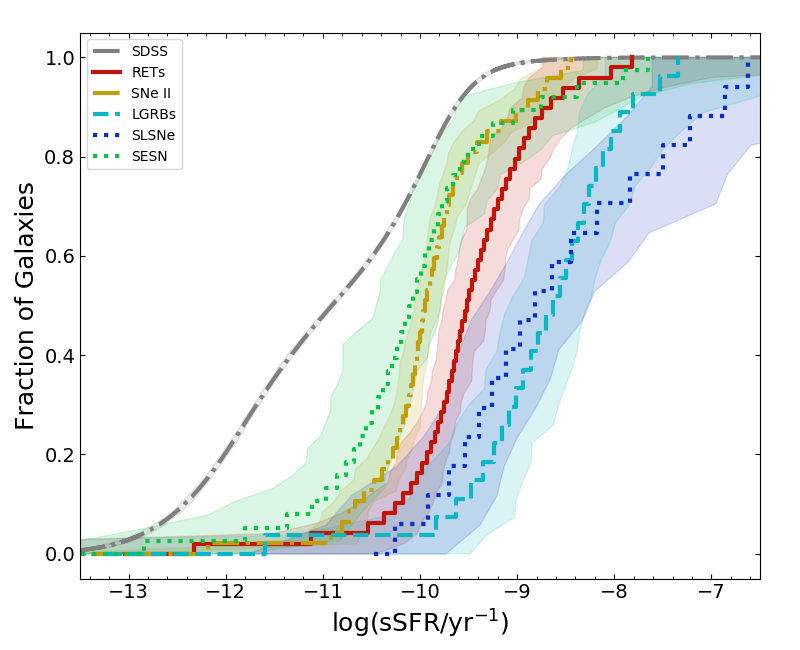 SDSS
RETs
SNe II
LGRBs
SLSNe
SESN
1.0
0.8
0.6
0.4
0.2
0.0
Fraction of Galaxies
−13 −12 −11 −10 −9 −8 −7
log(sSFR/yr⁻¹)